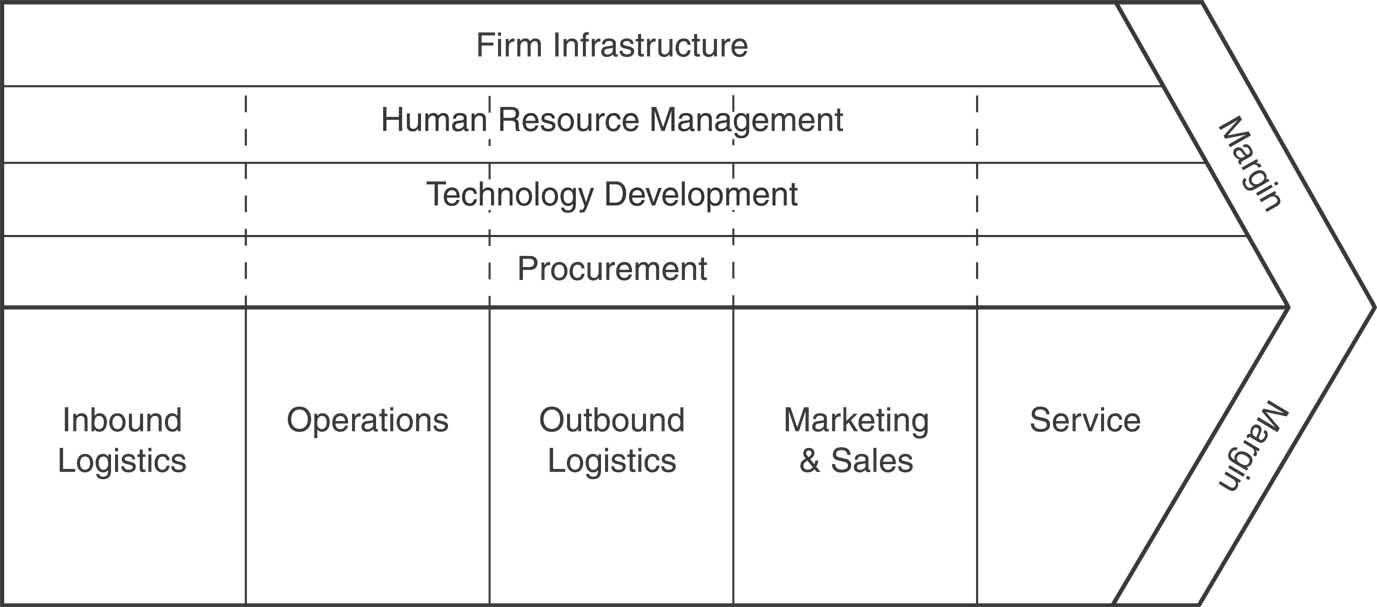 Firm Infrastructure
Human Resource Management
Technology Development
Procurement
Margin
Inbound
Logistics
Operations
Outbound
Logistics
Marketing
& Sales
Service
Margin